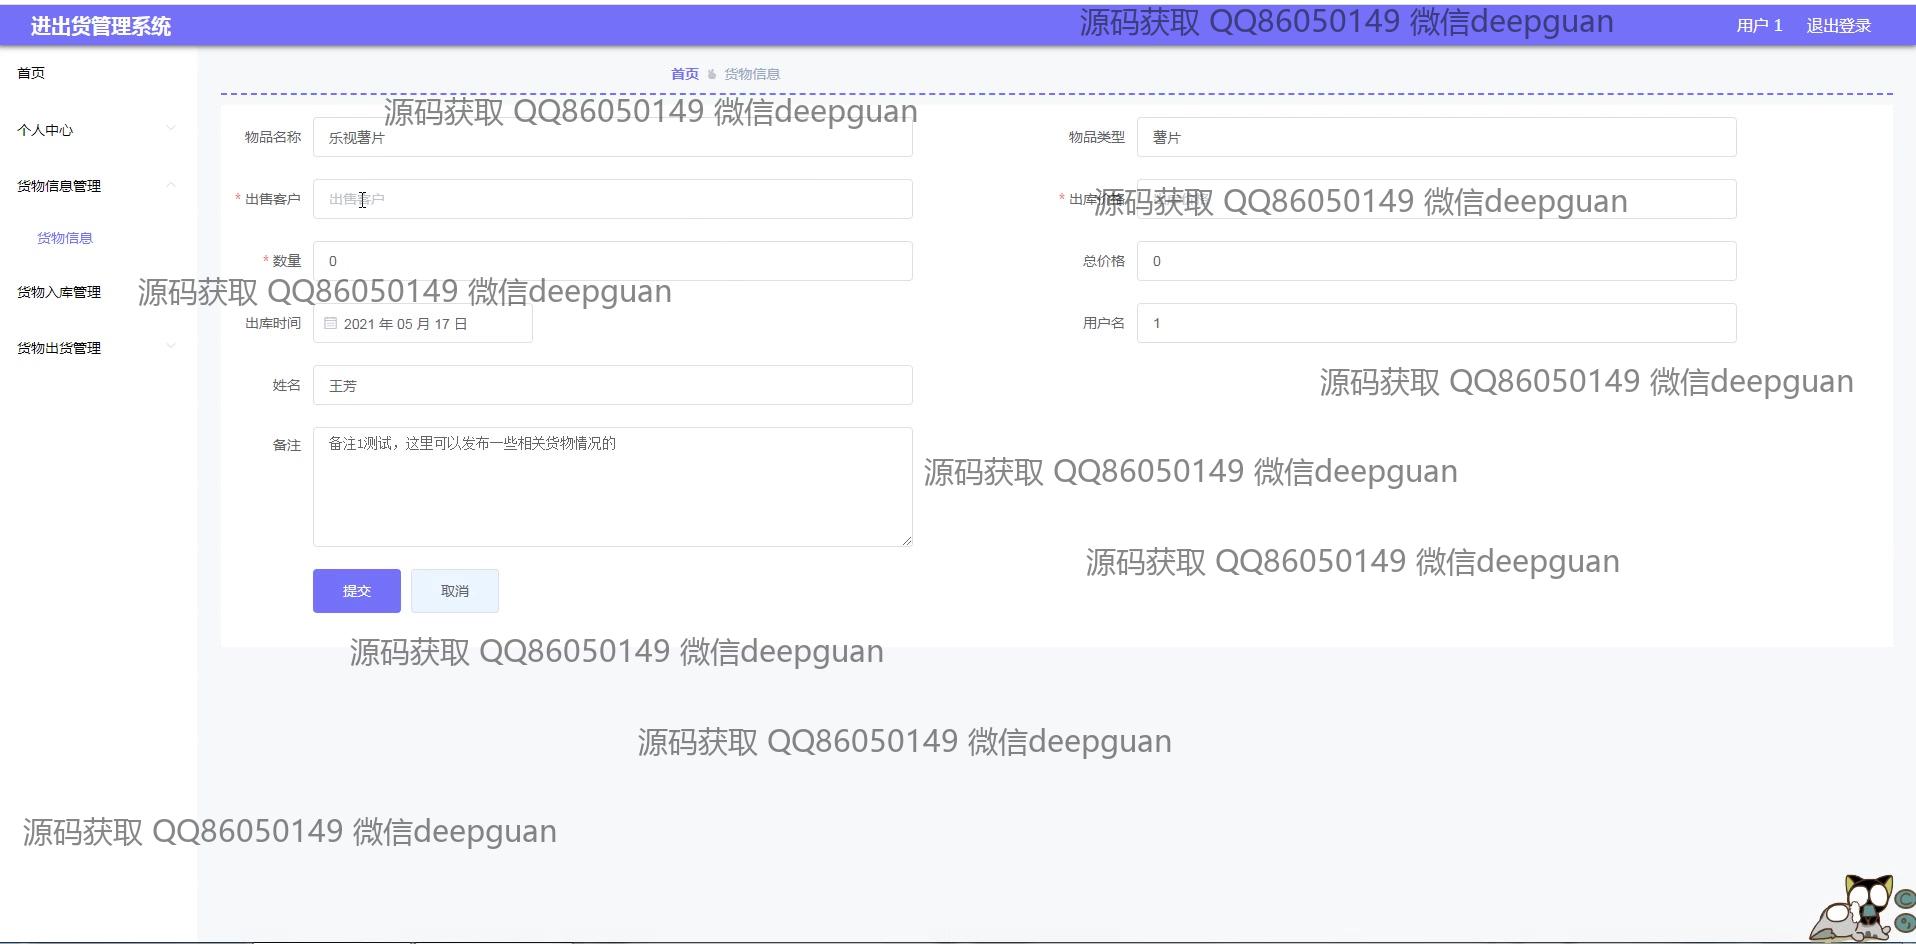 进出货管理系统
源码获取 QQ86050149 微信deepguan
用户 1
退出登录
首页
首页 货物信息
个人中心
源码获取 QQ86050149 微信deepguan
物品名称 乐视薯片
物品类型 薯片
货物信息管理
* 出售客户 出售客户
* 出库价格
源码获取 QQ86050149 微信deepguan
货物信息
* 数量 0
总价格 0
货物入库管理
源码获取 QQ86050149 微信deepguan
出库时间 2021 年 05 月 17 日
用户名 1
货物出货管理
姓名 王芳
源码获取 QQ86050149 微信deepguan
备注 备注1测试，这里可以发布一些相关货物情况的
源码获取 QQ86050149 微信deepguan
源码获取 QQ86050149 微信deepguan
提交 取消
源码获取 QQ86050149 微信deepguan
源码获取 QQ86050149 微信deepguan
源码获取 QQ86050149 微信deepguan